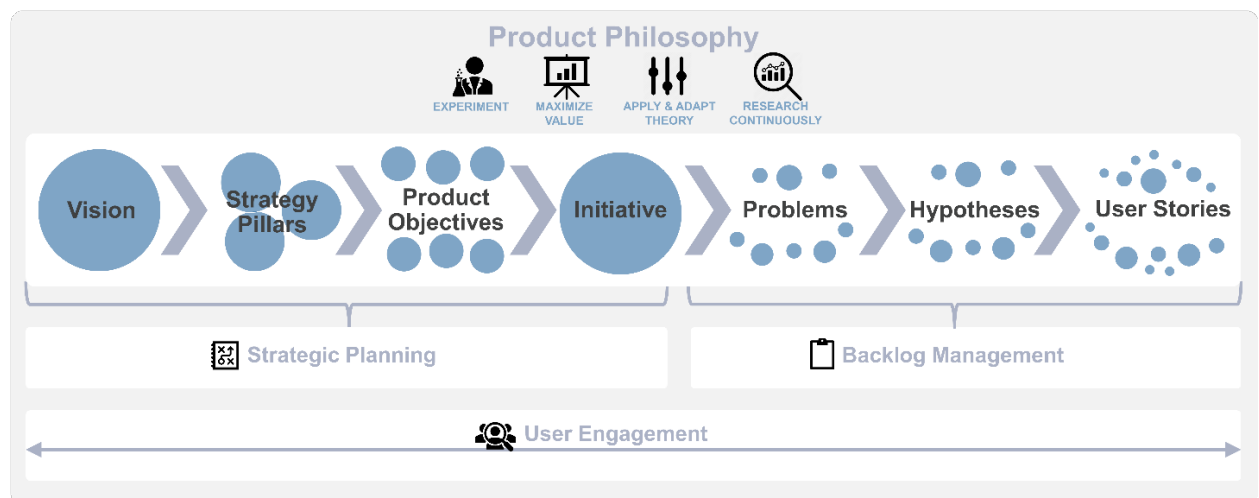 Product Philosophy
EXPERIMENT
MAXIMIZE
VALUE
APPLY & ADAPT
THEORY
RESEARCH
CONTINUOUSLY
Vision
Strategy
Pillars
Product
Objectives
Initiative
Problems
Hypotheses
User Stories
Strategic Planning
Backlog Management
User Engagement